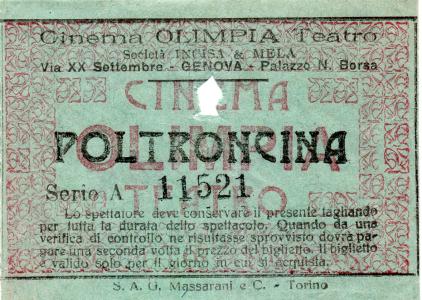 Cinema OLIMPIA Teatro
Società INCISA & MELA
Via XX Settembre - GENOVA - Palazzo N. Borsa
CINEMA
OLIMPIA
TEATRO
POLTRONCINA
Serie A 11521
Lo spettatore deve conservare il presente tagliando
per tutta la durata dello spettacolo. Quando da una
verifica di controllo ne risultasse sprovvisto dovrà pa-
gare una seconda volta il prezzo del biglietto. Il biglietto
è valido solo per il giorno in cui si acquista.
S. A. G. Massarani e C. - Torino